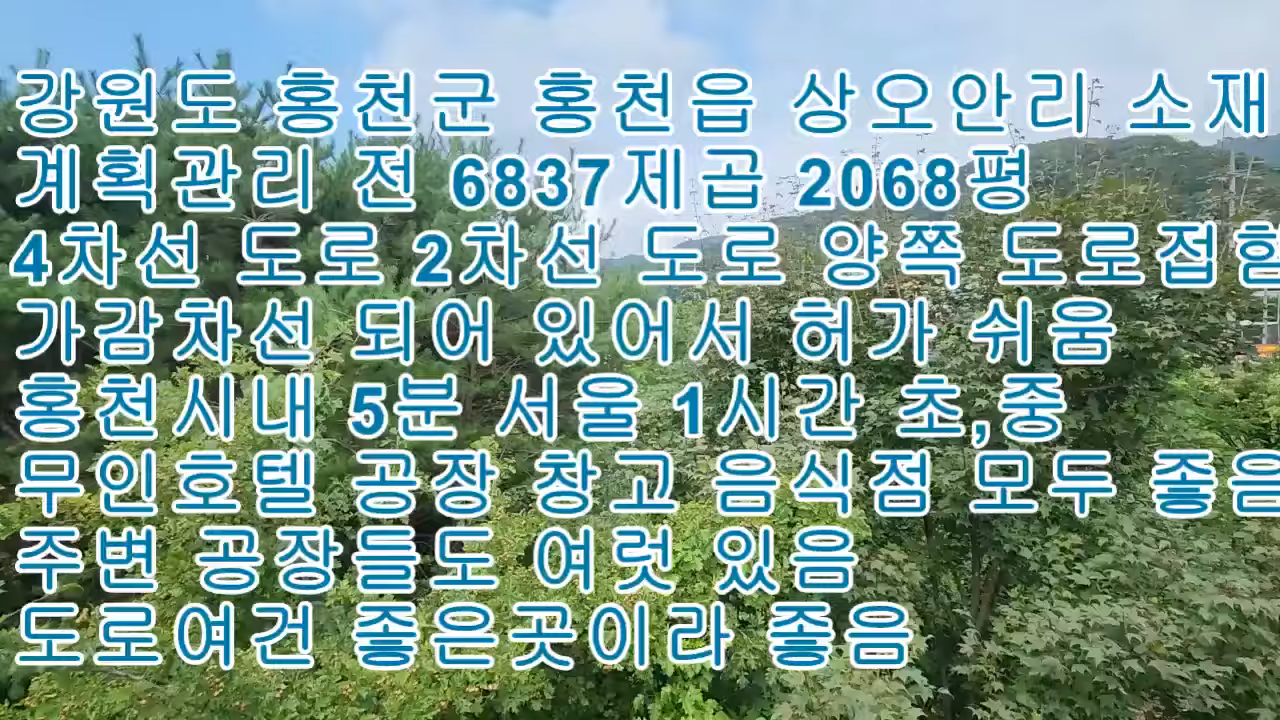 강원도 홍천군 홍천읍 상오안리 소재
계획관리 전 6837제곱 2068평
4차선 도로 2차선 도로 양쪽 도로접함
가감차선 되어 있어서 허가 쉬움
홍천시내 5분 서울 1시간 초,중
무인호텔 공장 창고 음식점 모두 좋음
주변 공장들도 여럿 있음
도로여건 좋은곳이라 좋음